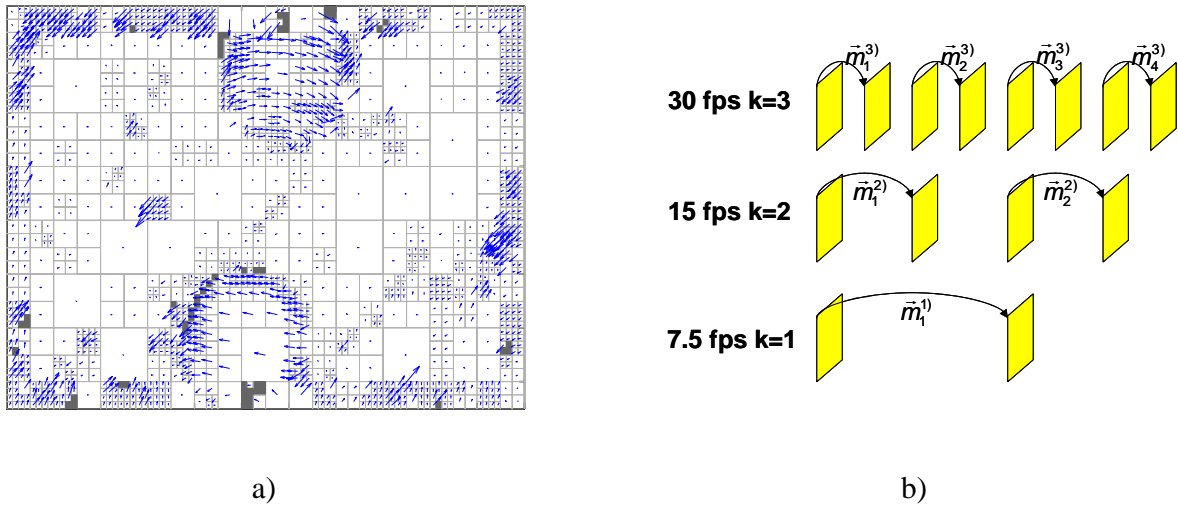 m⃗₁³⁾ m⃗₂³⁾ m⃗₃³⁾ m⃗₄³⁾
30 fps k=3
m⃗₁²⁾ m⃗₂²⁾
15 fps k=2
m⃗₁¹⁾
7.5 fps k=1
a) b)